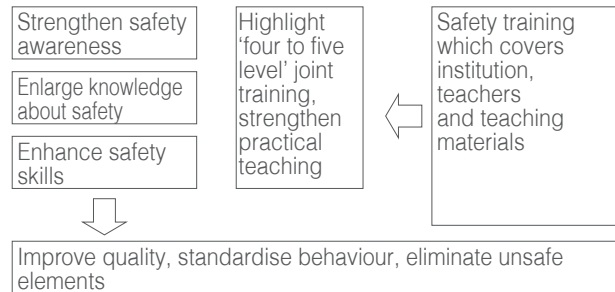 Strengthen safety
awareness
Enlarge knowledge
about safety
Enhance safety
skills
Highlight
‘four to five
level’ joint
training,
strengthen
practical
teaching
Safety training
which covers
institution,
teachers
and teaching
materials
Improve quality, standardise behaviour, eliminate unsafe
elements